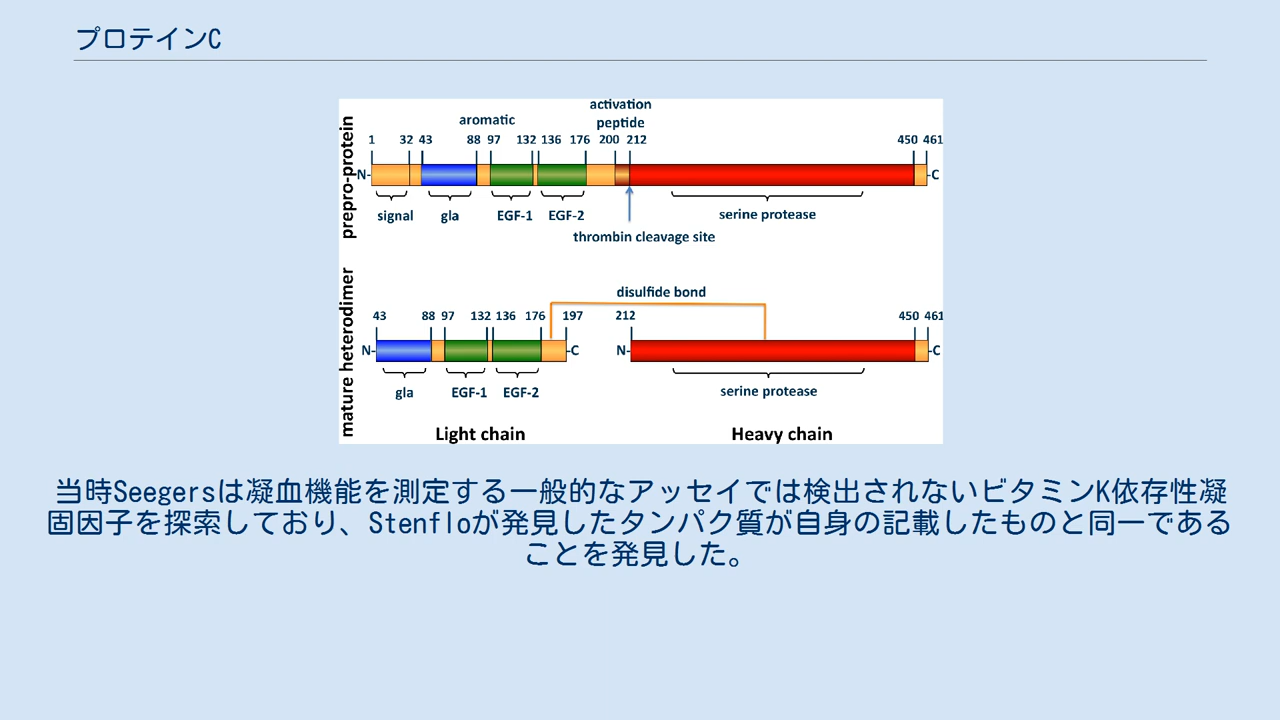 プロテインC
prepro-protein
activation
aromatic
peptide
1 32 43 88 97 132 136 176 200 212 450 461
N- -C
signal gla EGF-1 EGF-2 serine protease
thrombin cleavage site
mature heterodimer
disulfide bond
43 88 97 132 136 176 197 212 450 461
N- -C N- -C
gla EGF-1 EGF-2 serine protease
Light chain Heavy chain
当時Seegersは凝血機能を測定する一般的なアッセイでは検出されないビタミンK依存性凝
固因子を探索しており、Stenfloが発見したタンパク質が自身の記載したものと同一である
ことを発見した。